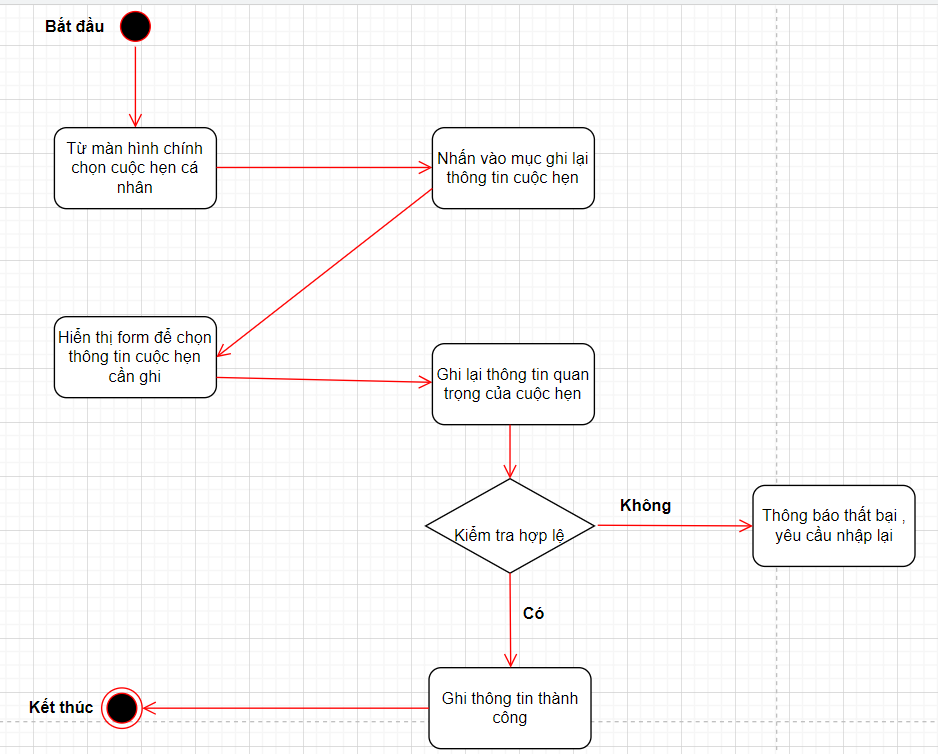 Bắt đầu
Từ màn hình chính
chọn cuộc hẹn cá
nhân
Nhấn vào mục ghi lại
thông tin cuộc hẹn
Hiển thị form để chọn
thông tin cuộc hẹn
cần ghi
Ghi lại thông tin quan
trọng của cuộc hẹn
Kiểm tra hợp lệ
Không
Thông báo thất bại ,
yêu cầu nhập lại
Có
Ghi thông tin thành
công
Kết thúc